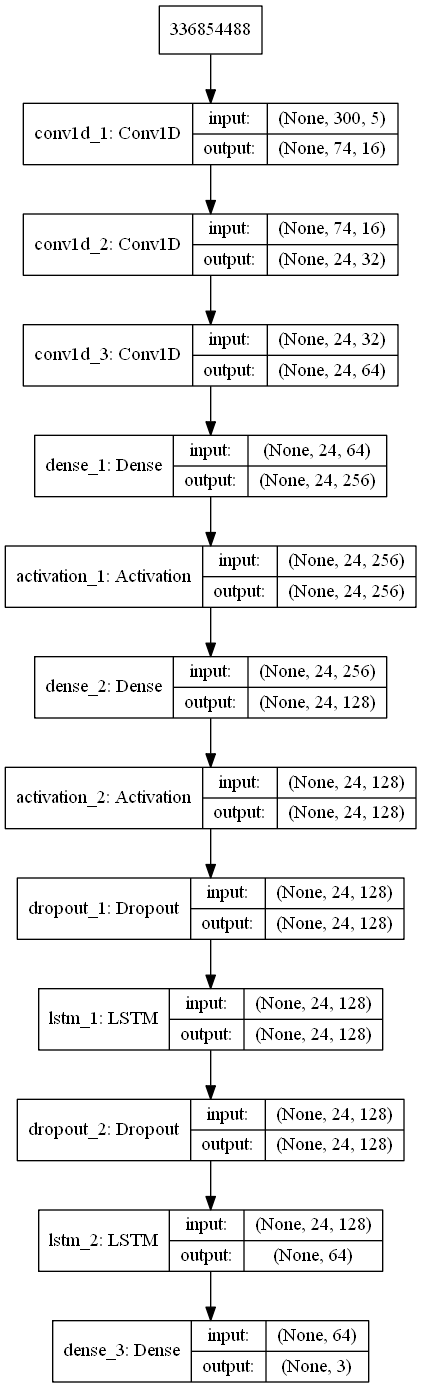 336854488
conv1d_1: Conv1D
input: (None, 300, 5)
output: (None, 74, 16)
conv1d_2: Conv1D
input: (None, 74, 16)
output: (None, 24, 32)
conv1d_3: Conv1D
input: (None, 24, 32)
output: (None, 24, 64)
dense_1: Dense
input: (None, 24, 64)
output: (None, 24, 256)
activation_1: Activation
input: (None, 24, 256)
output: (None, 24, 256)
dense_2: Dense
input: (None, 24, 256)
output: (None, 24, 128)
activation_2: Activation
input: (None, 24, 128)
output: (None, 24, 128)
dropout_1: Dropout
input: (None, 24, 128)
output: (None, 24, 128)
lstm_1: LSTM
input: (None, 24, 128)
output: (None, 24, 128)
dropout_2: Dropout
input: (None, 24, 128)
output: (None, 24, 128)
lstm_2: LSTM
input: (None, 24, 128)
output: (None, 64)
dense_3: Dense
input: (None, 64)
output: (None, 3)